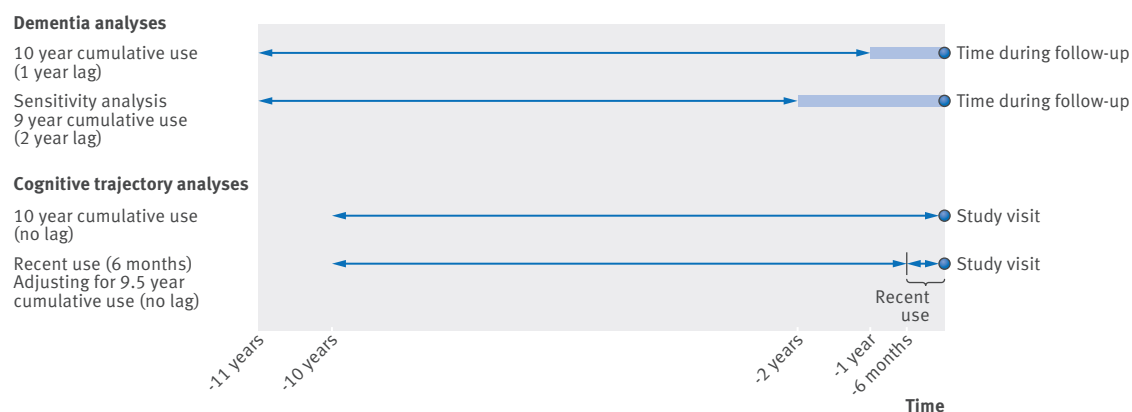 Dementia analyses
10 year cumulative use
(1 year lag)
Time during follow-up
Sensitivity analysis
9 year cumulative use
(2 year lag)
Time during follow-up
Cognitive trajectory analyses
10 year cumulative use
(no lag)
Study visit
Recent use (6 months)
Adjusting for 9.5 year
cumulative use (no lag)
Study visit
Recent
use
-11 years
-10 years
-2 years
-1 year
-6 months
Time